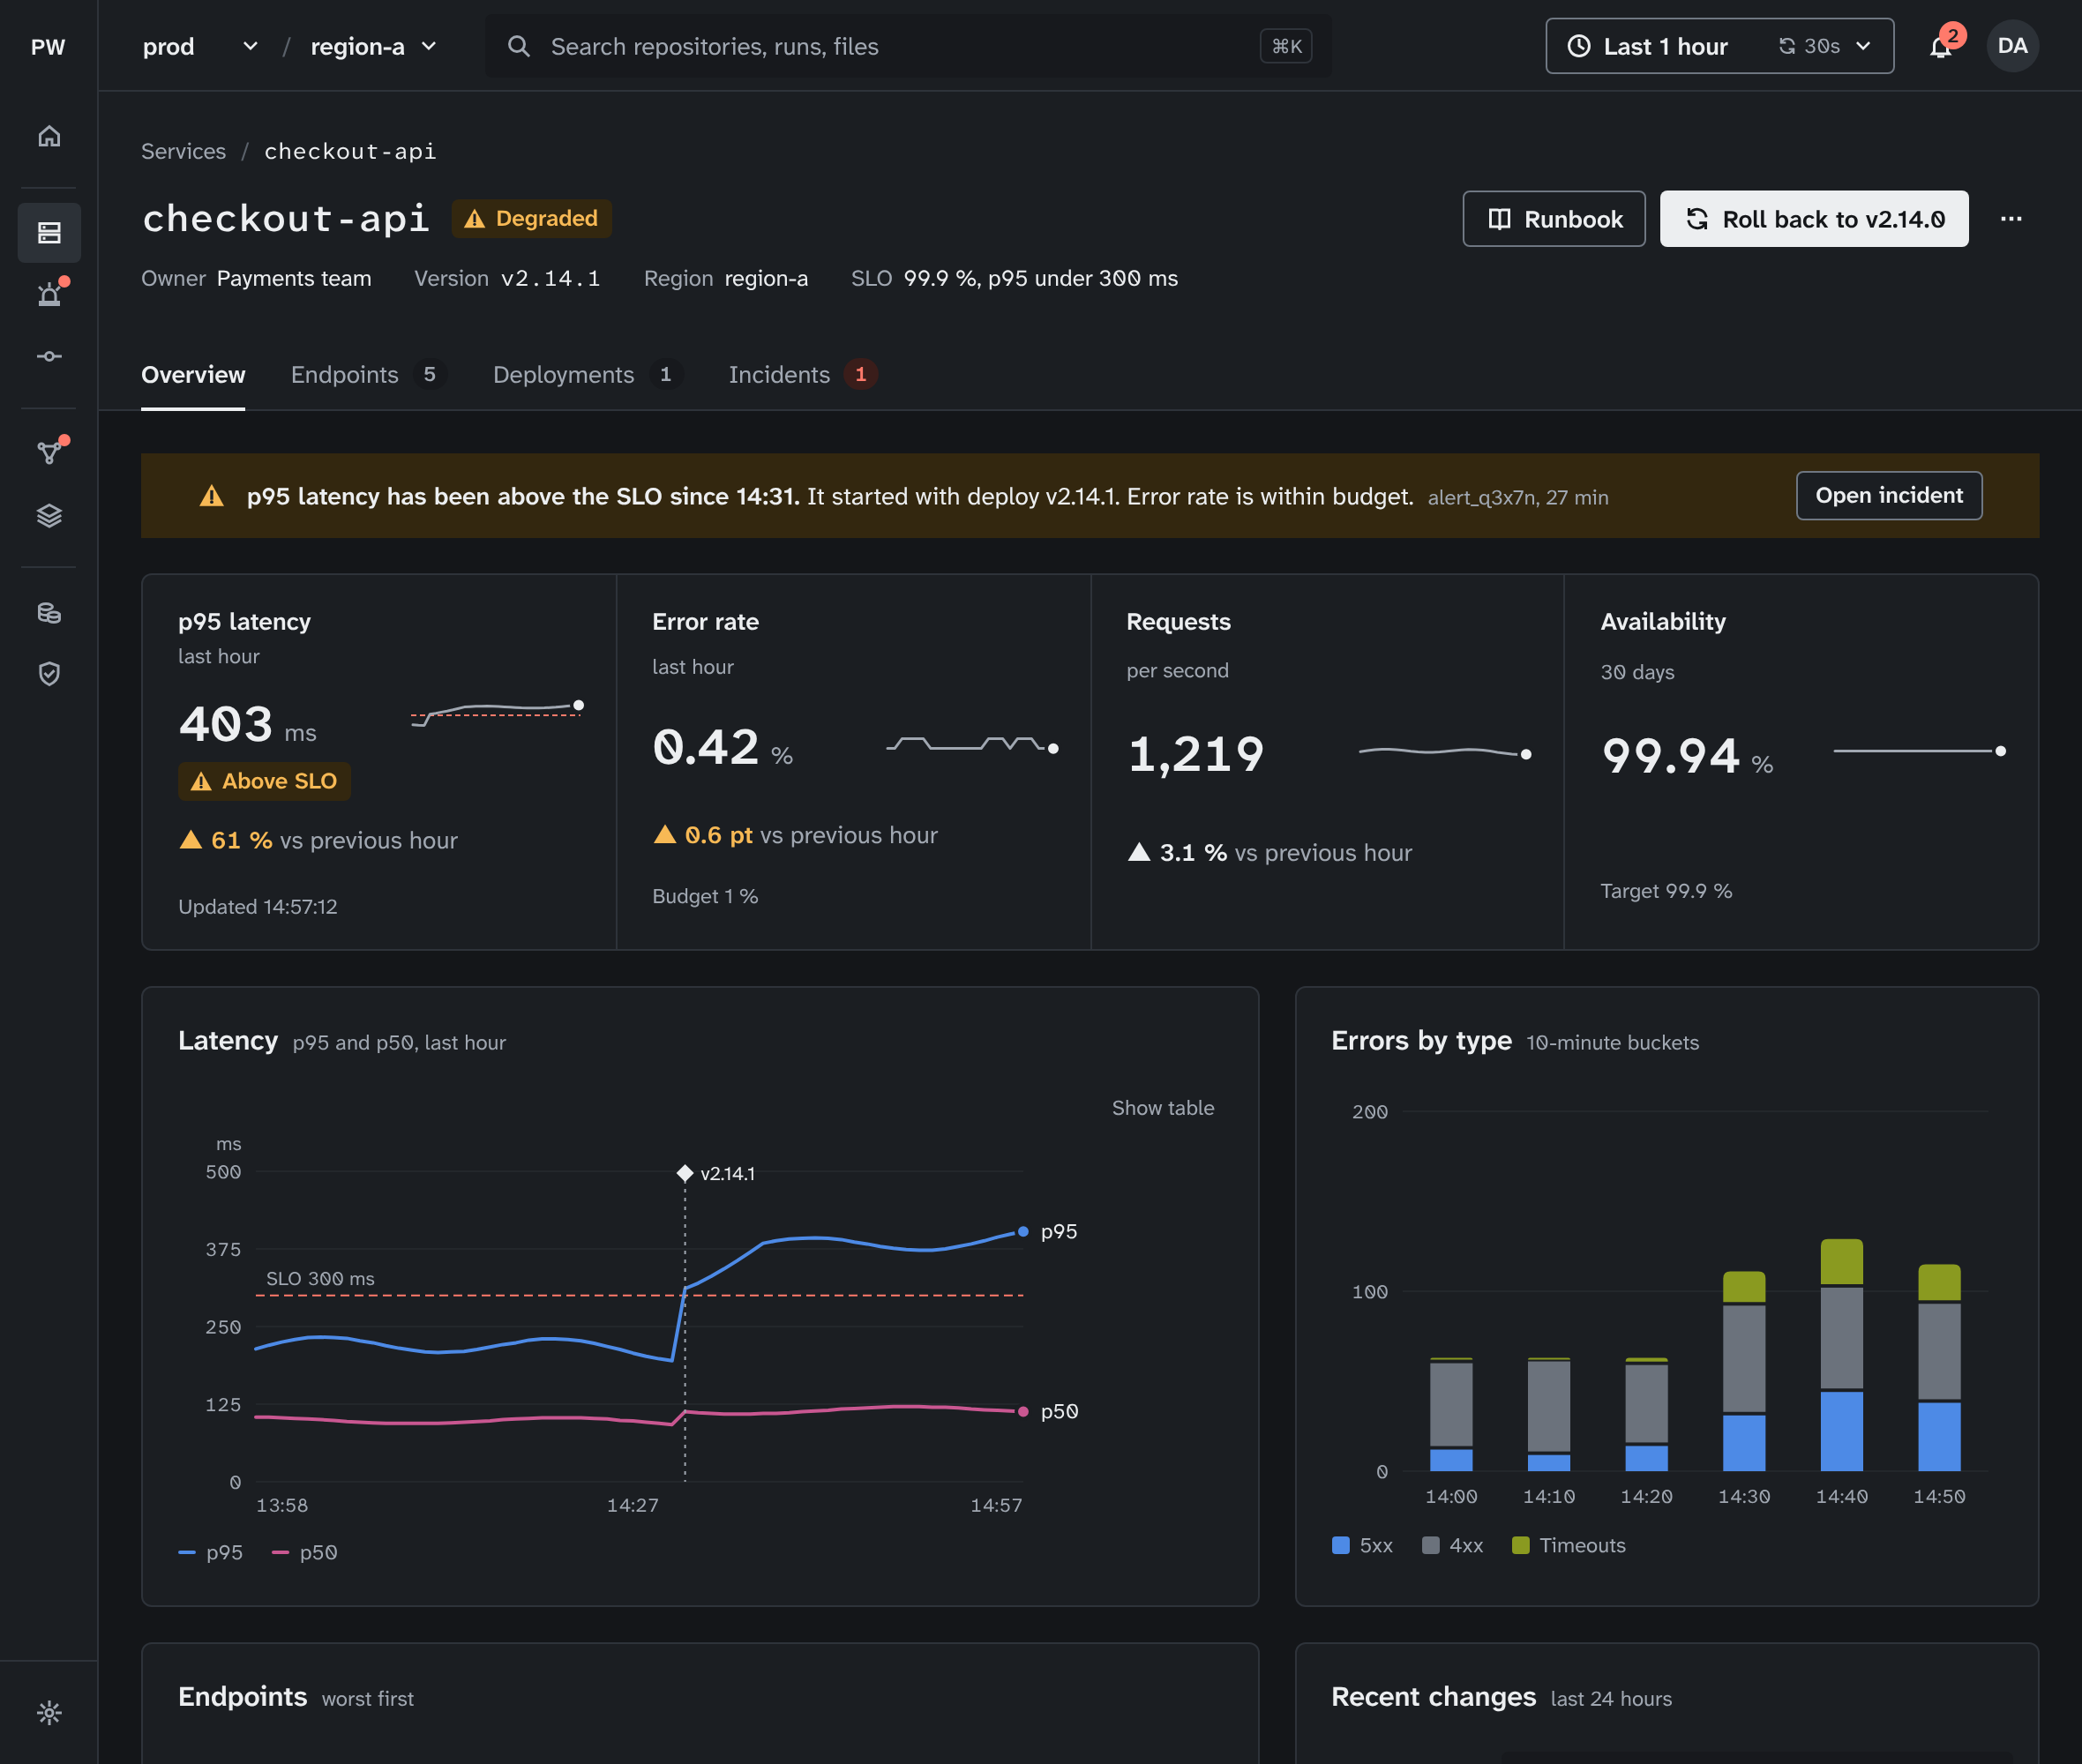 PW
prod / region-a
Search repositories, runs, files
⌘K
Last 1 hour
30s
2
DA
Services / checkout-api
checkout-api
Degraded
Runbook
Roll back to v2.14.0
Owner Payments team
Version v2.14.1
Region region-a
SLO 99.9 %, p95 under 300 ms
Overview
Endpoints 5
Deployments 1
Incidents 1
p95 latency has been above the SLO since 14:31. It started with deploy v2.14.1. Error rate is within budget. alert_q3x7n, 27 min
Open incident
p95 latency
last hour
403 ms
Above SLO
61 % vs previous hour
Updated 14:57:12
Error rate
last hour
0.42 %
0.6 pt vs previous hour
Budget 1 %
Requests
per second
1,219
3.1 % vs previous hour
Availability
30 days
99.94 %
Target 99.9 %
Latency p95 and p50, last hour
Show table
ms
500
v2.14.1
p95
375
SLO 300 ms
250
125
p50
0
13:58
14:27
14:57
p95
p50
Errors by type 10-minute buckets
200
100
0
14:00
14:10
14:20
14:30
14:40
14:50
5xx
4xx
Timeouts
Endpoints worst first
Recent changes last 24 hours